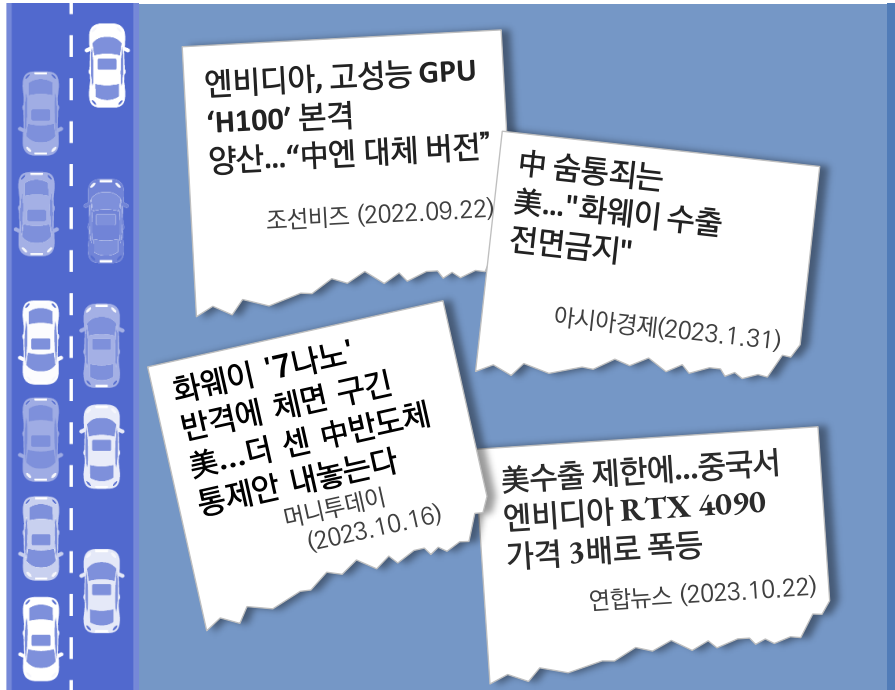 엔비디아, 고성능 GPU
‘H100’ 본격
양산...“中엔 대체 버전”
조선비즈 (2022.09.22)
中 숨통죄는
美..."화웨이 수출
전면금지"
아시아경제(2023.1.31)
화웨이 '7나노'
반격에 체면 구긴
美...더 센 中반도체
통제안 내놓는다
머니투데이
(2023.10.16)
美수출 제한에...중국서
엔비디아 RTX 4090
가격 3배로 폭등
연합뉴스 (2023.10.22)